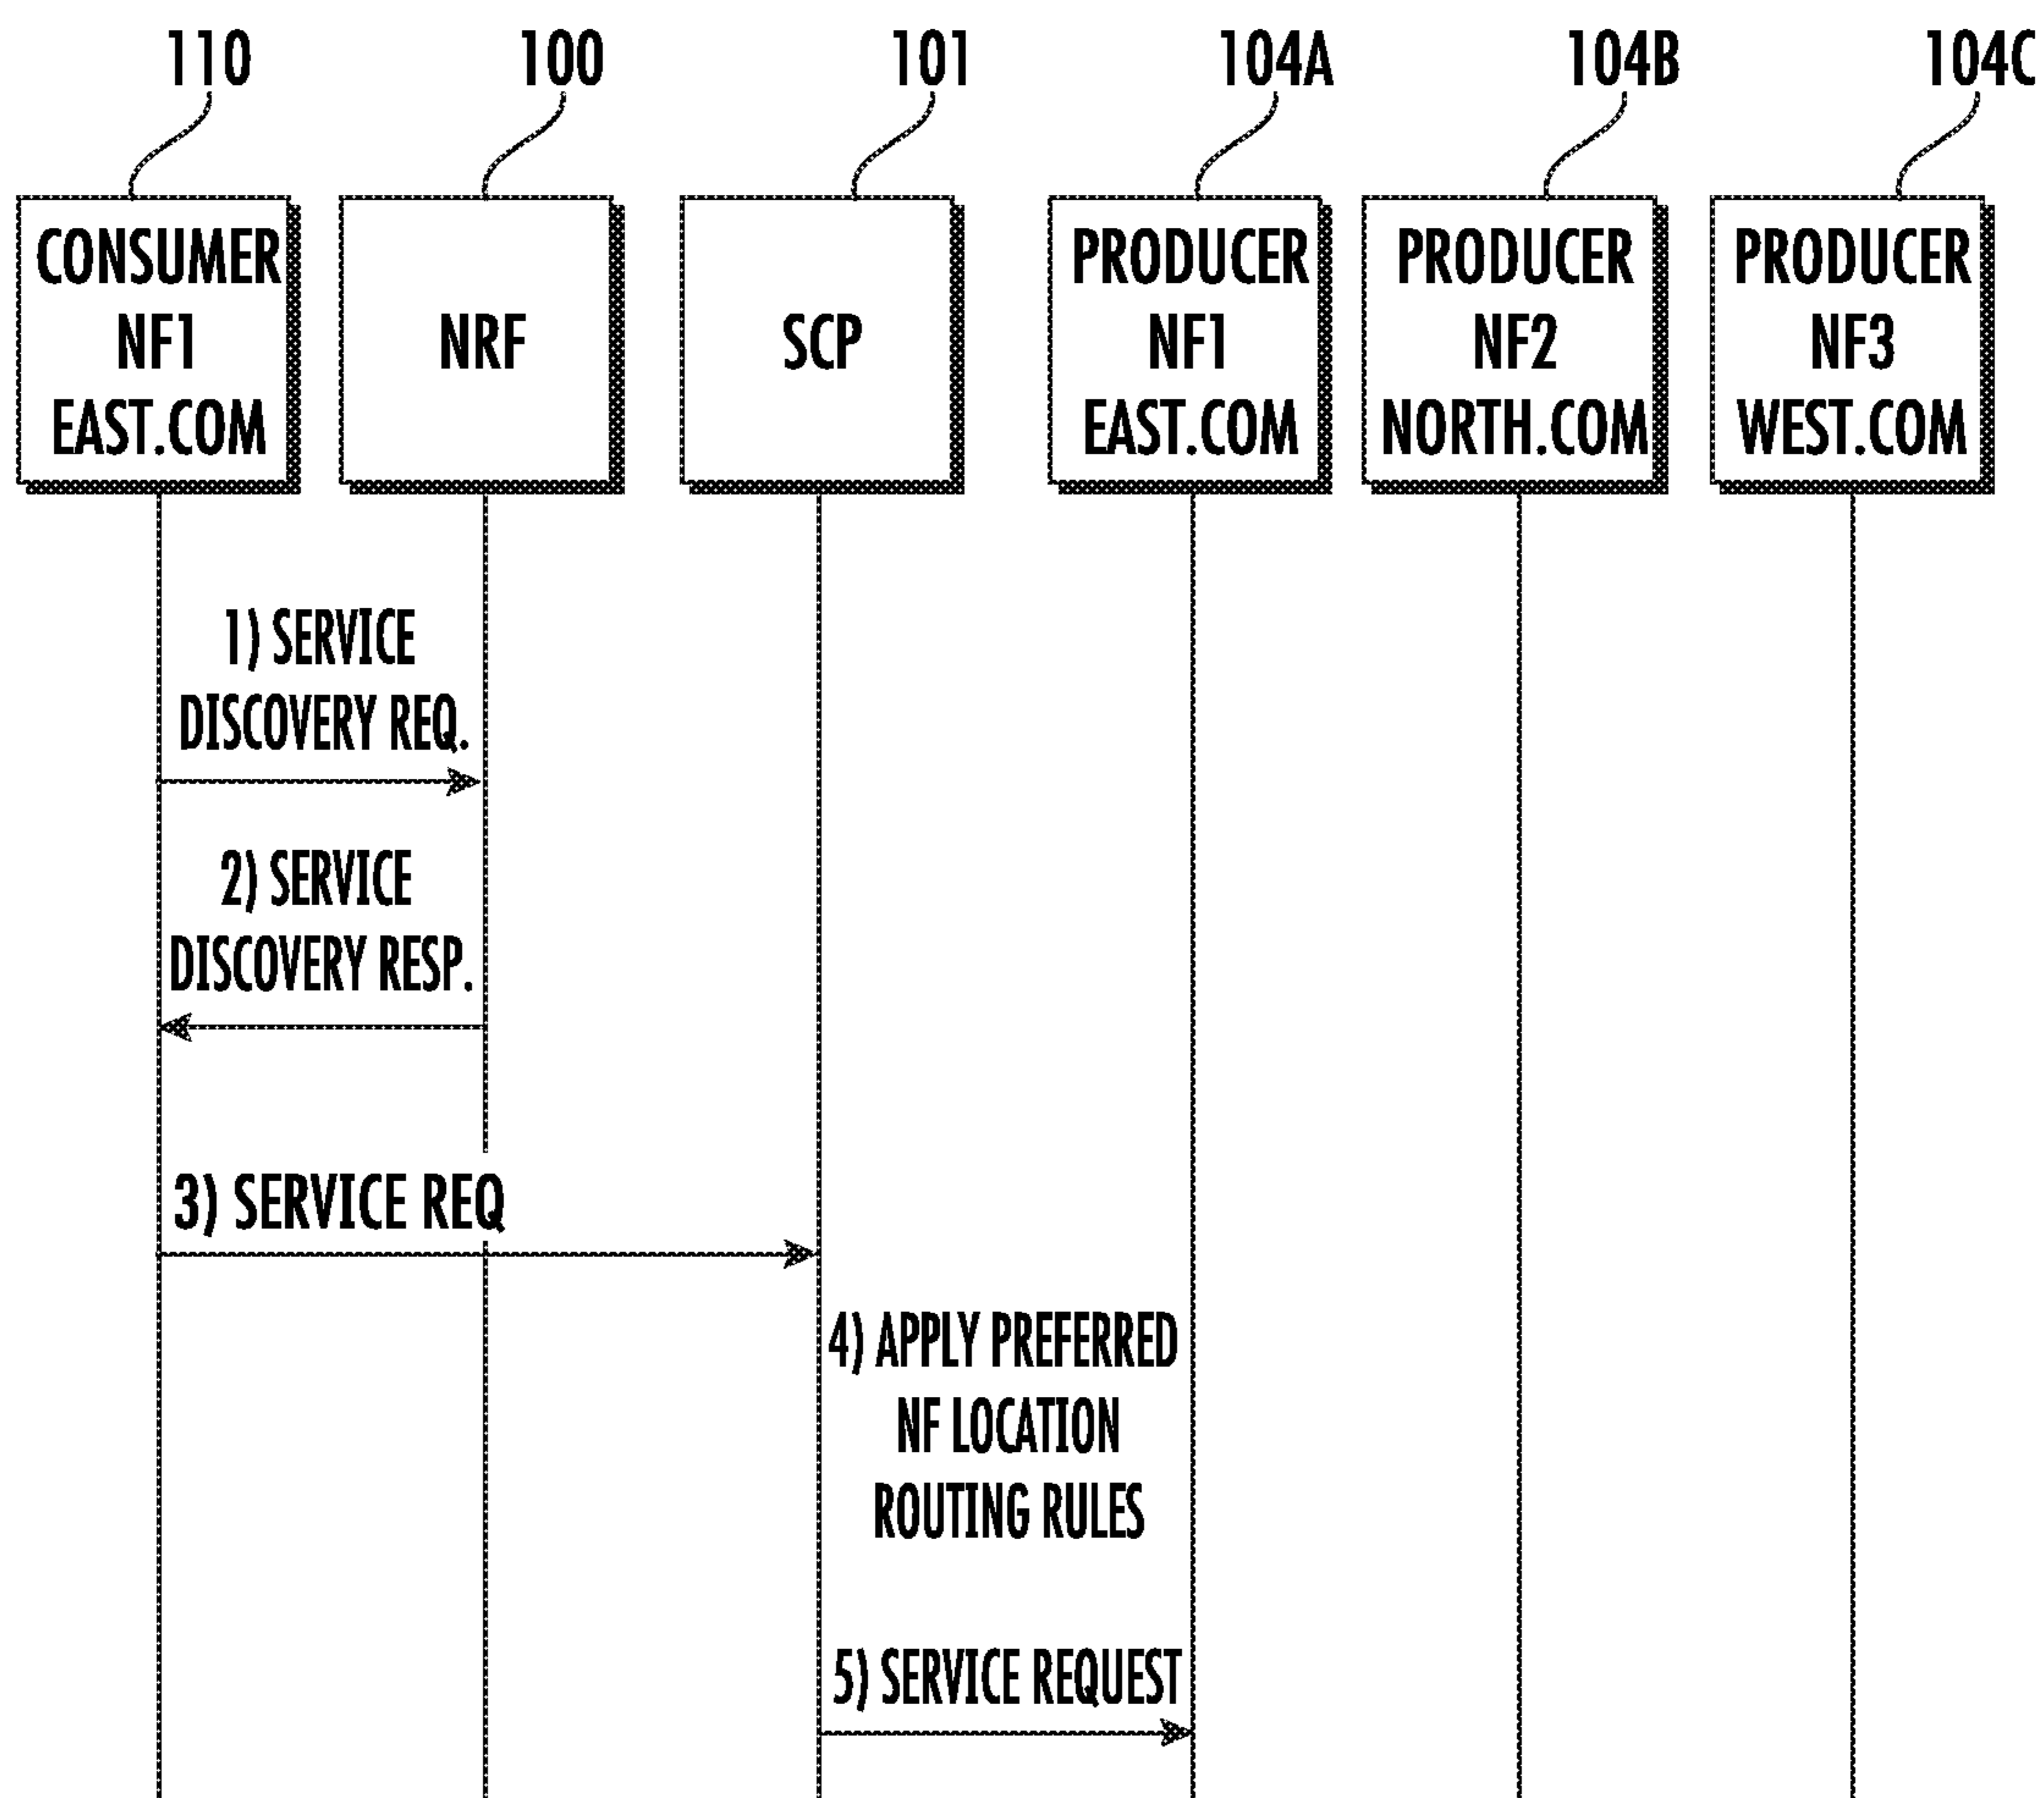 110
100
101
104A
104B
104C
CONSUMER
NF1
EAST.COM
NRF
SCP
PRODUCER
NF1
EAST.COM
PRODUCER
NF2
NORTH.COM
PRODUCER
NF3
WEST.COM
1) SERVICE
DISCOVERY REQ.
2) SERVICE
DISCOVERY RESP.
3) SERVICE REQ
4) APPLY PREFERRED
NF LOCATION
ROUTING RULES
5) SERVICE REQUEST